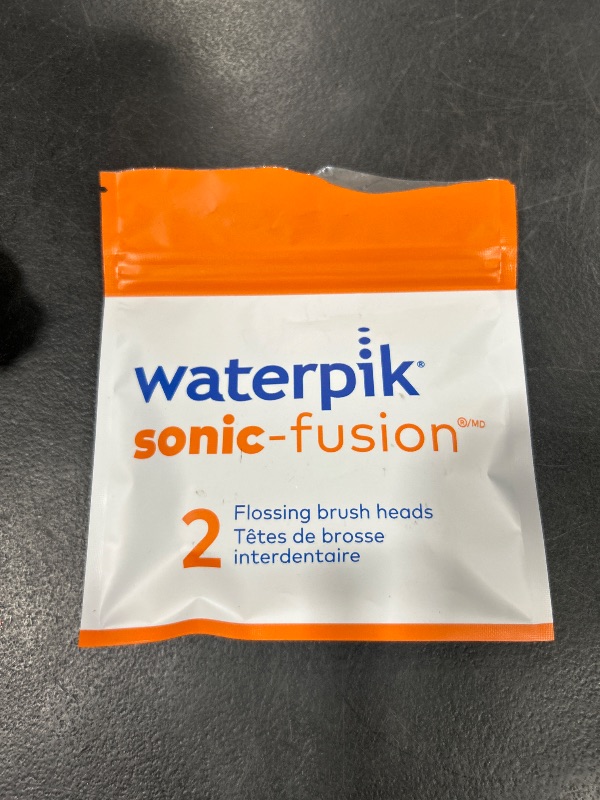 waterpik®
sonic-fusion®/MD
2 Flossing brush heads
Têtes de brosse
interdentaire